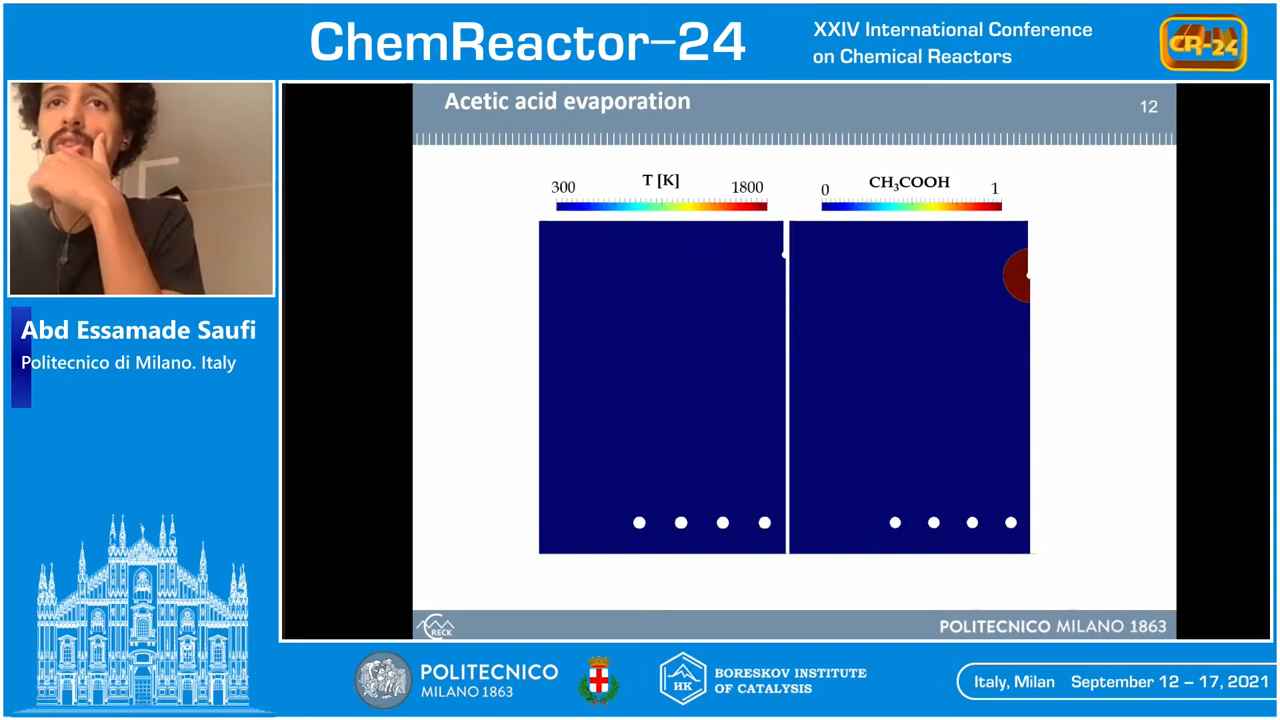 ChemReactor–24
XXIV International Conference
on Chemical Reactors
CR-24
Abd Essamade Saufi
Politecnico di Milano. Italy
Acetic acid evaporation
12
T [K]
300
1800
CH₃COOH
0
1
CRECK
POLITECNICO MILANO 1863
POLITECNICO
MILANO 1863
НК
BORESKOV INSTITUTE
OF CATALYSIS
Italy, Milan September 12 – 17, 2021